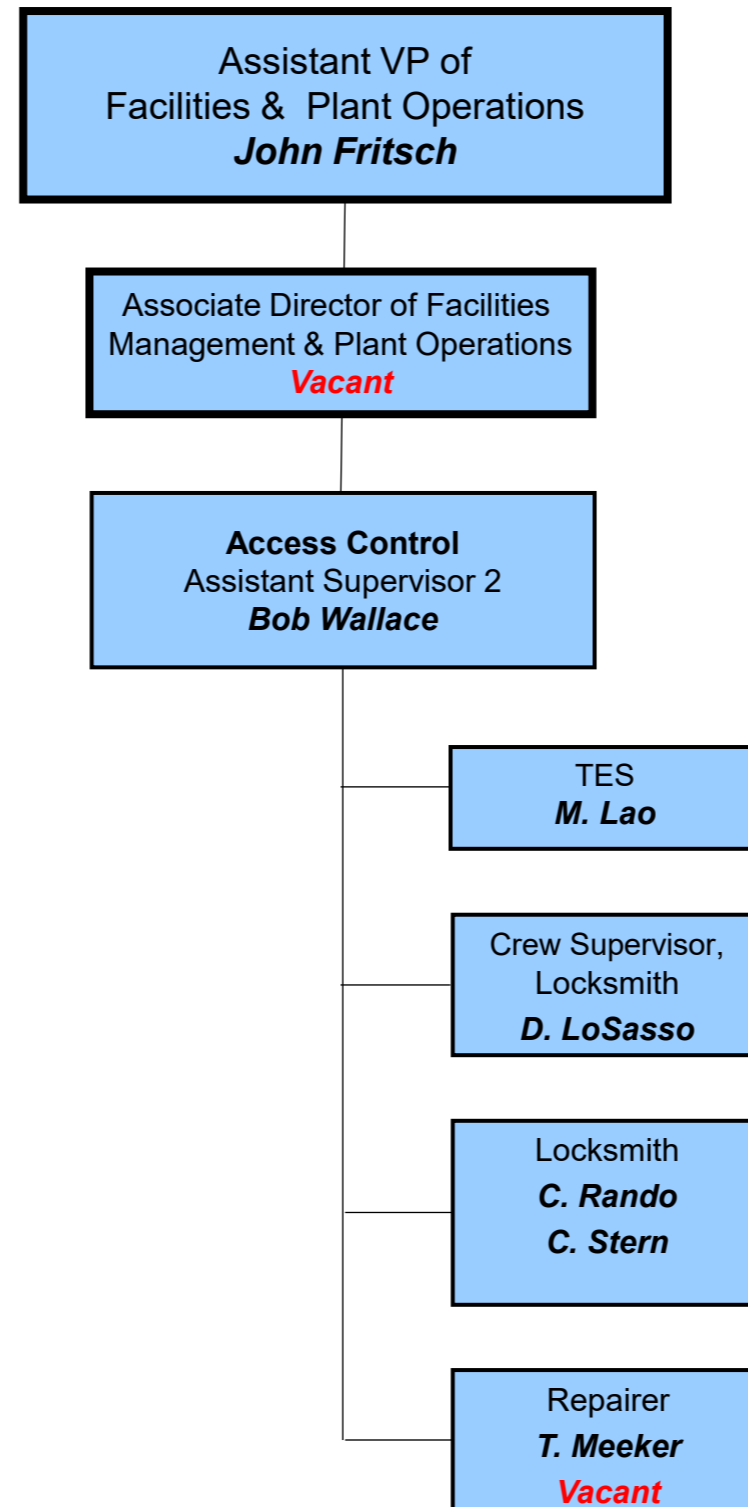 Assistant VP of
Facilities & Plant Operations
John Fritsch
Associate Director of Facilities
Management & Plant Operations
Vacant
Access Control
Assistant Supervisor 2
Bob Wallace
TES
M. Lao
Crew Supervisor,
Locksmith
D. LoSasso
Locksmith
C. Rando
C. Stern
Repairer
T. Meeker
Vacant